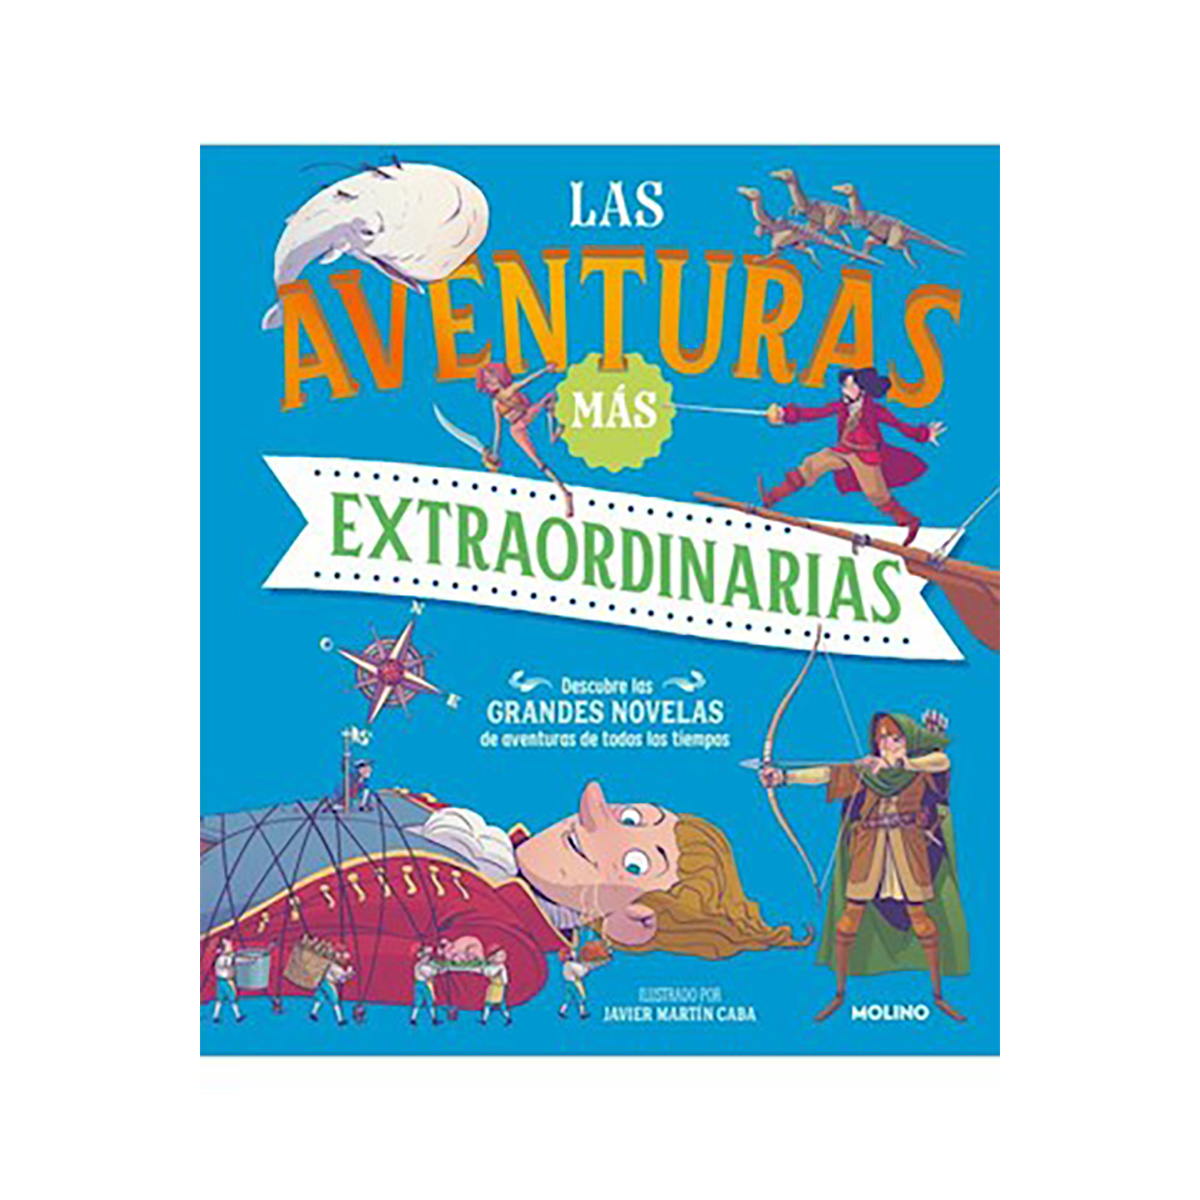 LAS
AVENTURAS
MÁS
EXTRAORDINARIAS
N
E
S
Descubre las
GRANDES NOVELAS
de aventuras de todos los tiempos
ILUSTRADO POR
JAVIER MARTÍN CABA
MOLINO